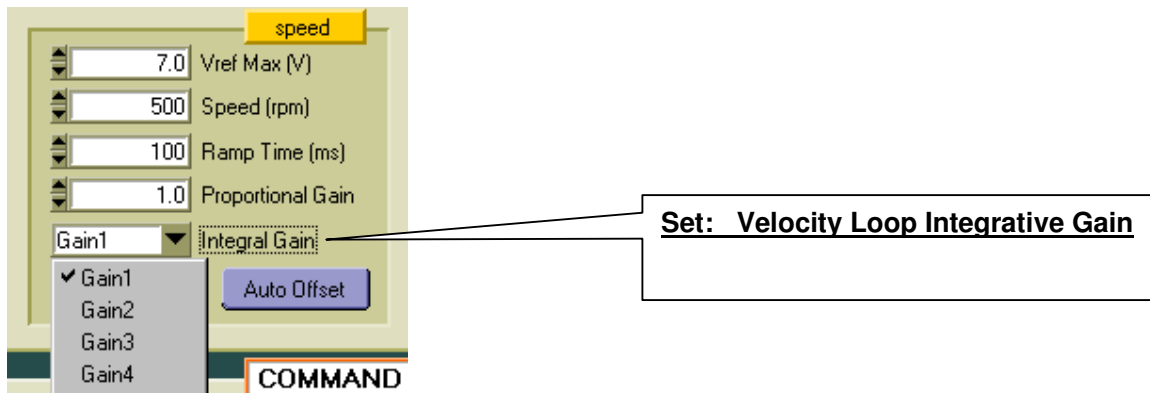 speed
7.0 Vref Max (V)
500 Speed (rpm)
100 Ramp Time (ms)
1.0 Proportional Gain
Gain1 Integral Gain
Set: Velocity Loop Integrative Gain
✔ Gain1
Auto Offset
Gain2
Gain3
Gain4
COMMAND